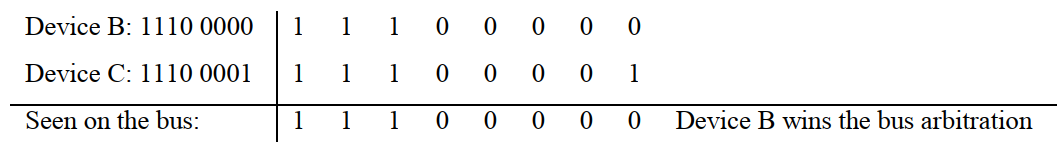 Device B: 1110 0000 1 1 1 0 0 0 0 0
Device C: 1110 0001 1 1 1 0 0 0 0 1
Seen on the bus: 1 1 1 0 0 0 0 0 Device B wins the bus arbitration